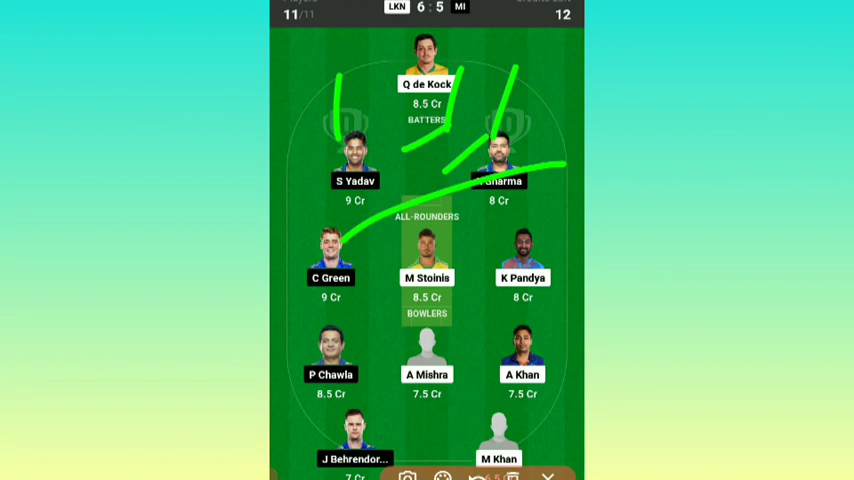 11/11 LKN 6 : 5 MI 12
Q de Kock
8.5 Cr
BATTERS
S Yadav Sharma
9 Cr 8 Cr
ALL-ROUNDERS
C Green M Stoinis K Pandya
9 Cr 8.5 Cr 8 Cr
BOWLERS
P Chawla A Mishra A Khan
8.5 Cr 7.5 Cr 7.5 Cr
J Behrendor... M Khan
7 Cr